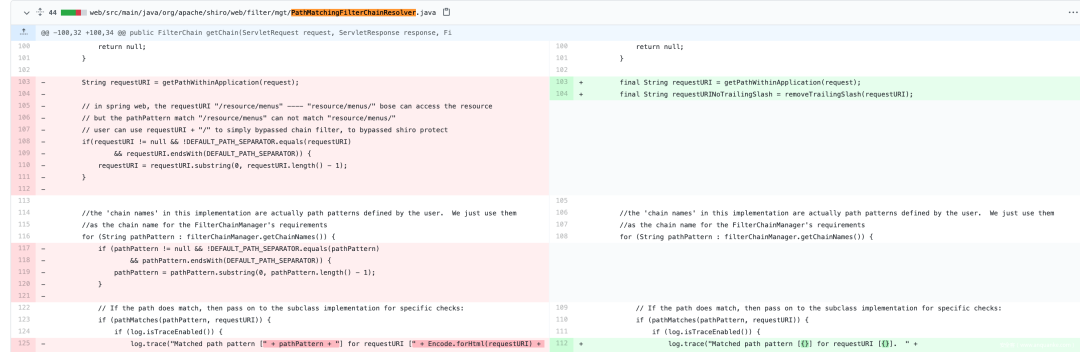 44 web/src/main/java/org/apache/shiro/web/filter/mgt/PathMatchingFilterChainResolver.java
@@ -100,32 +100,34 @@ public FilterChain getChain(ServletRequest request, ServletResponse response, Fi
100 return null;
101 }
102
103 - String requestURI = getPathWithinApplication(request);
104 -
105 - // in spring web, the requestURI "/resource/menus" ---- "resource/menus/" bose can access the resource
106 - // but the pathPattern match "/resource/menus" can not match "resource/menus/"
107 - // user can use requestURI + "/" to simply bypassed chain filter, to bypassed shiro protect
108 - if(requestURI != null && !DEFAULT_PATH_SEPARATOR.equals(requestURI)
109 - && requestURI.endsWith(DEFAULT_PATH_SEPARATOR)) {
110 - requestURI = requestURI.substring(0, requestURI.length() - 1);
111 - }
112 -
113
114 //the 'chain names' in this implementation are actually path patterns defined by the user. We just use them
115 //as the chain name for the FilterChainManager's requirements
116 for (String pathPattern : filterChainManager.getChainNames()) {
117 - if (pathPattern != null && !DEFAULT_PATH_SEPARATOR.equals(pathPattern)
118 - && pathPattern.endsWith(DEFAULT_PATH_SEPARATOR)) {
119 - pathPattern = pathPattern.substring(0, pathPattern.length() - 1);
120 - }
121 -
122 // If the path does match, then pass on to the subclass implementation for specific checks:
123 if (pathMatches(pathPattern, requestURI)) {
124 if (log.isTraceEnabled()) {
125 - log.trace("Matched path pattern [" + pathPattern + "] for requestURI [" + Encode.forHtml(requestURI) +
100 return null;
101 }
102
103 + final String requestURI = getPathWithinApplication(request);
104 + final String requestURINoTrailingSlash = removeTrailingSlash(requestURI);
105
106 //the 'chain names' in this implementation are actually path patterns defined by the user. We just use them
107 //as the chain name for the FilterChainManager's requirements
108 for (String pathPattern : filterChainManager.getChainNames()) {
109 // If the path does match, then pass on to the subclass implementation for specific checks:
110 if (pathMatches(pathPattern, requestURI)) {
111 if (log.isTraceEnabled()) {
112 + log.trace("Matched path pattern [{}] for requestURI [{}]. " +